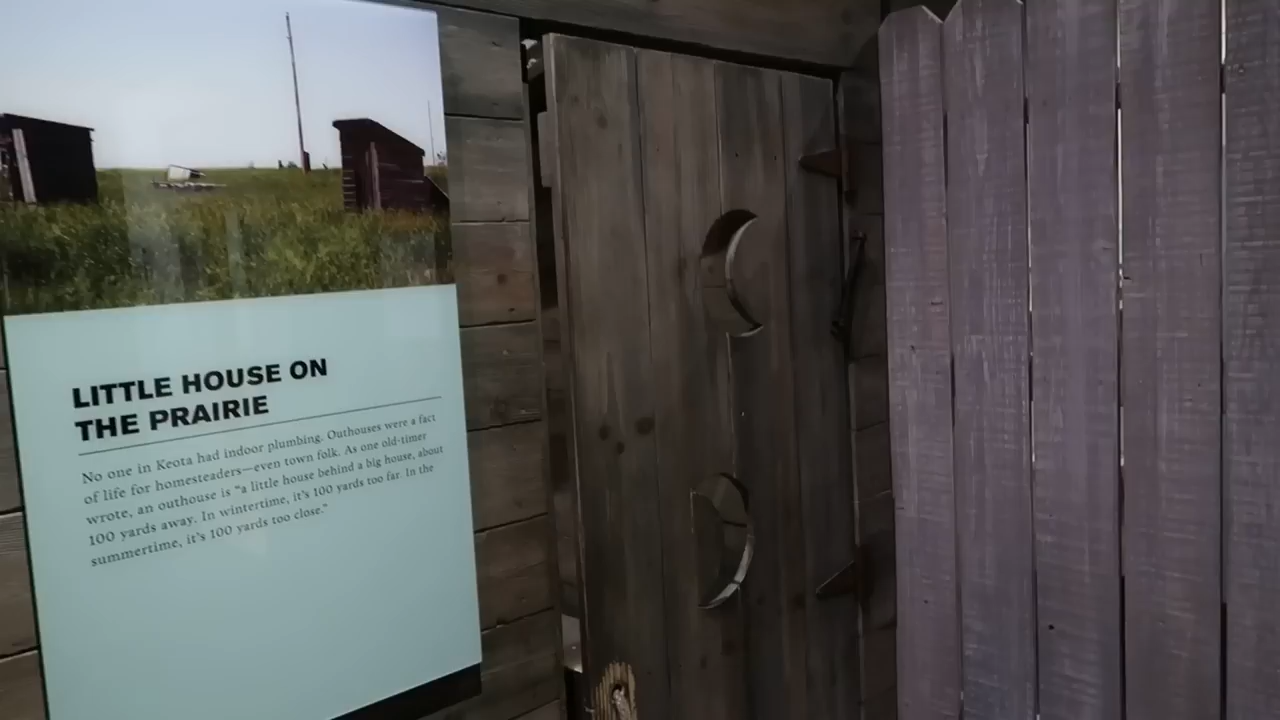 LITTLE HOUSE ON
THE PRAIRIE
No one in Keota had indoor plumbing. Outhouses were a fact
of life for homesteaders—even town folk. As one old-timer
wrote, an outhouse is “a little house behind a big house, about
100 yards away. In wintertime, it’s 100 yards too far. In the
summertime, it’s 100 yards too close.”